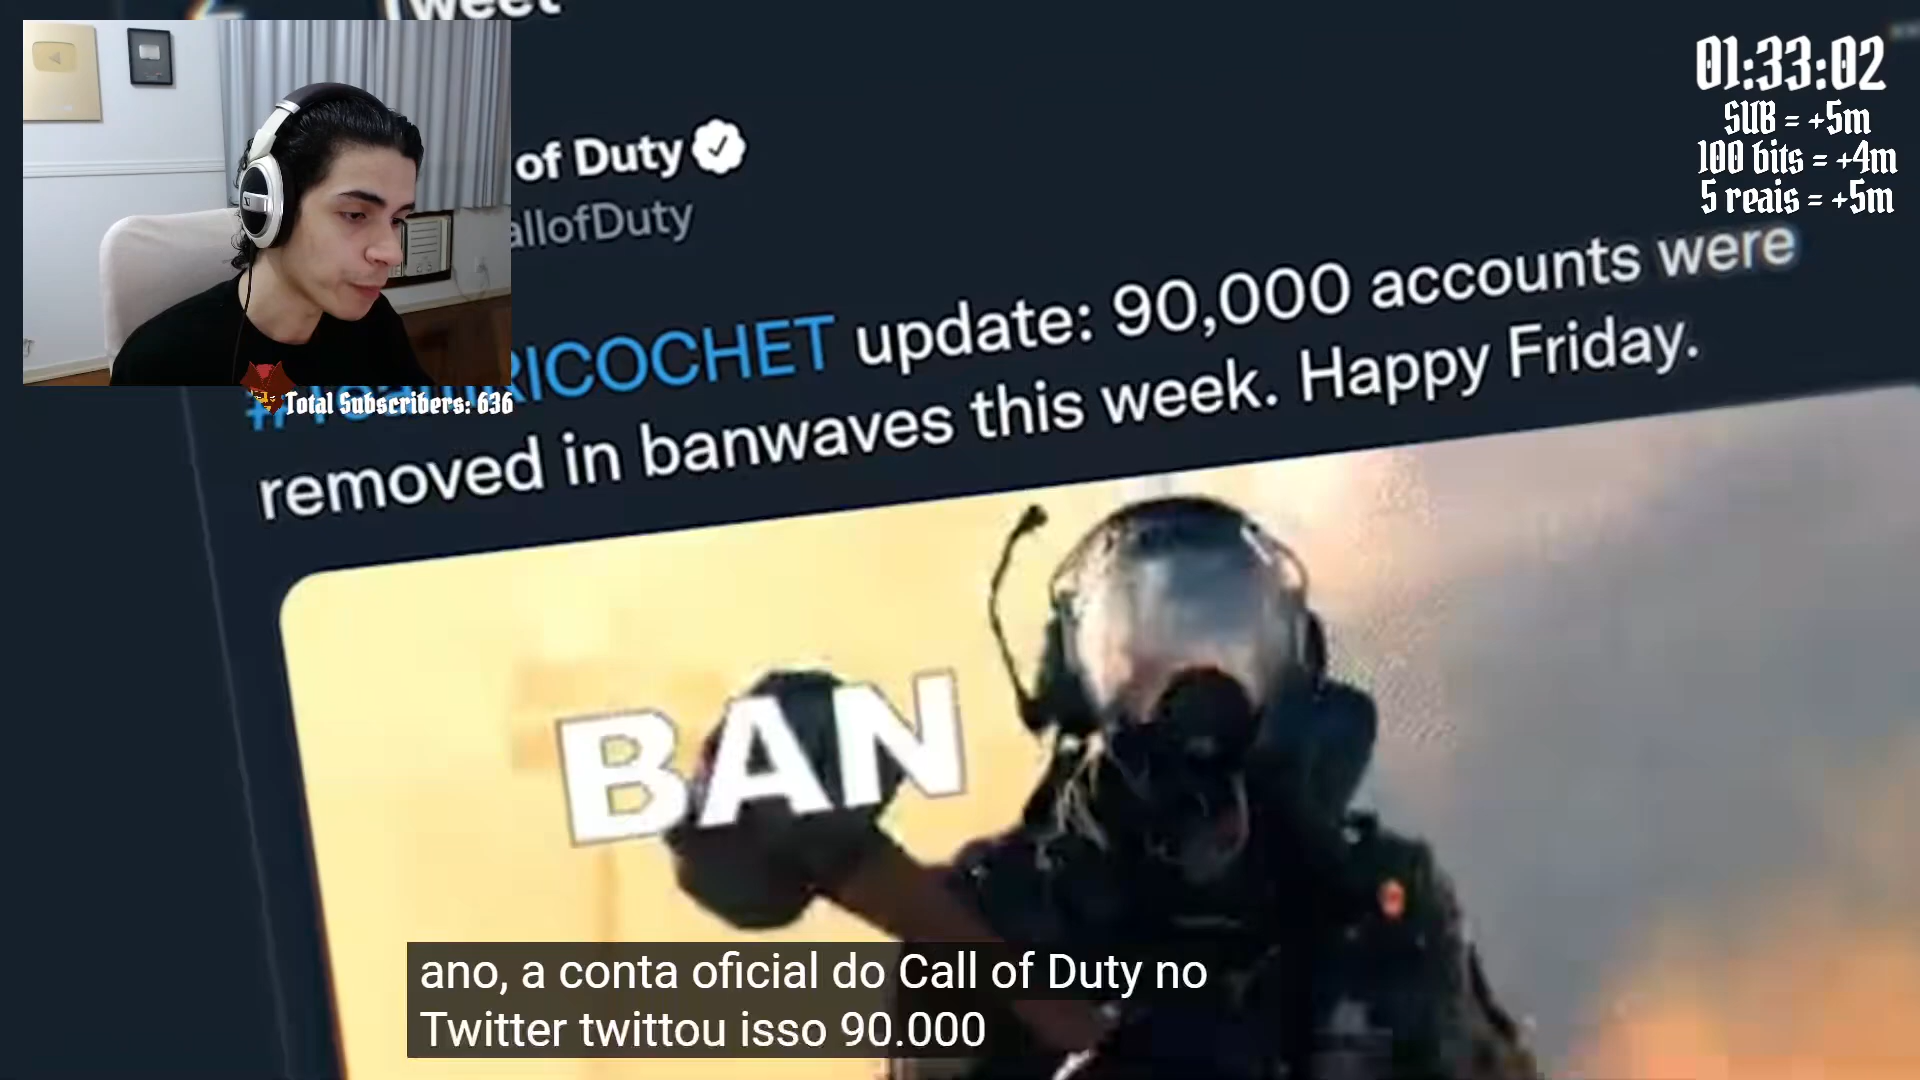 Tweet
01:33:02
SUB = +5m
100 bits = +4m
5 reais = +5m
of Duty
allofDuty
RICOCHET update: 90,000 accounts were
removed in banwaves this week. Happy Friday.
Total Subscribers: 636
BAN
ano, a conta oficial do Call of Duty no
Twitter twittou isso 90.000